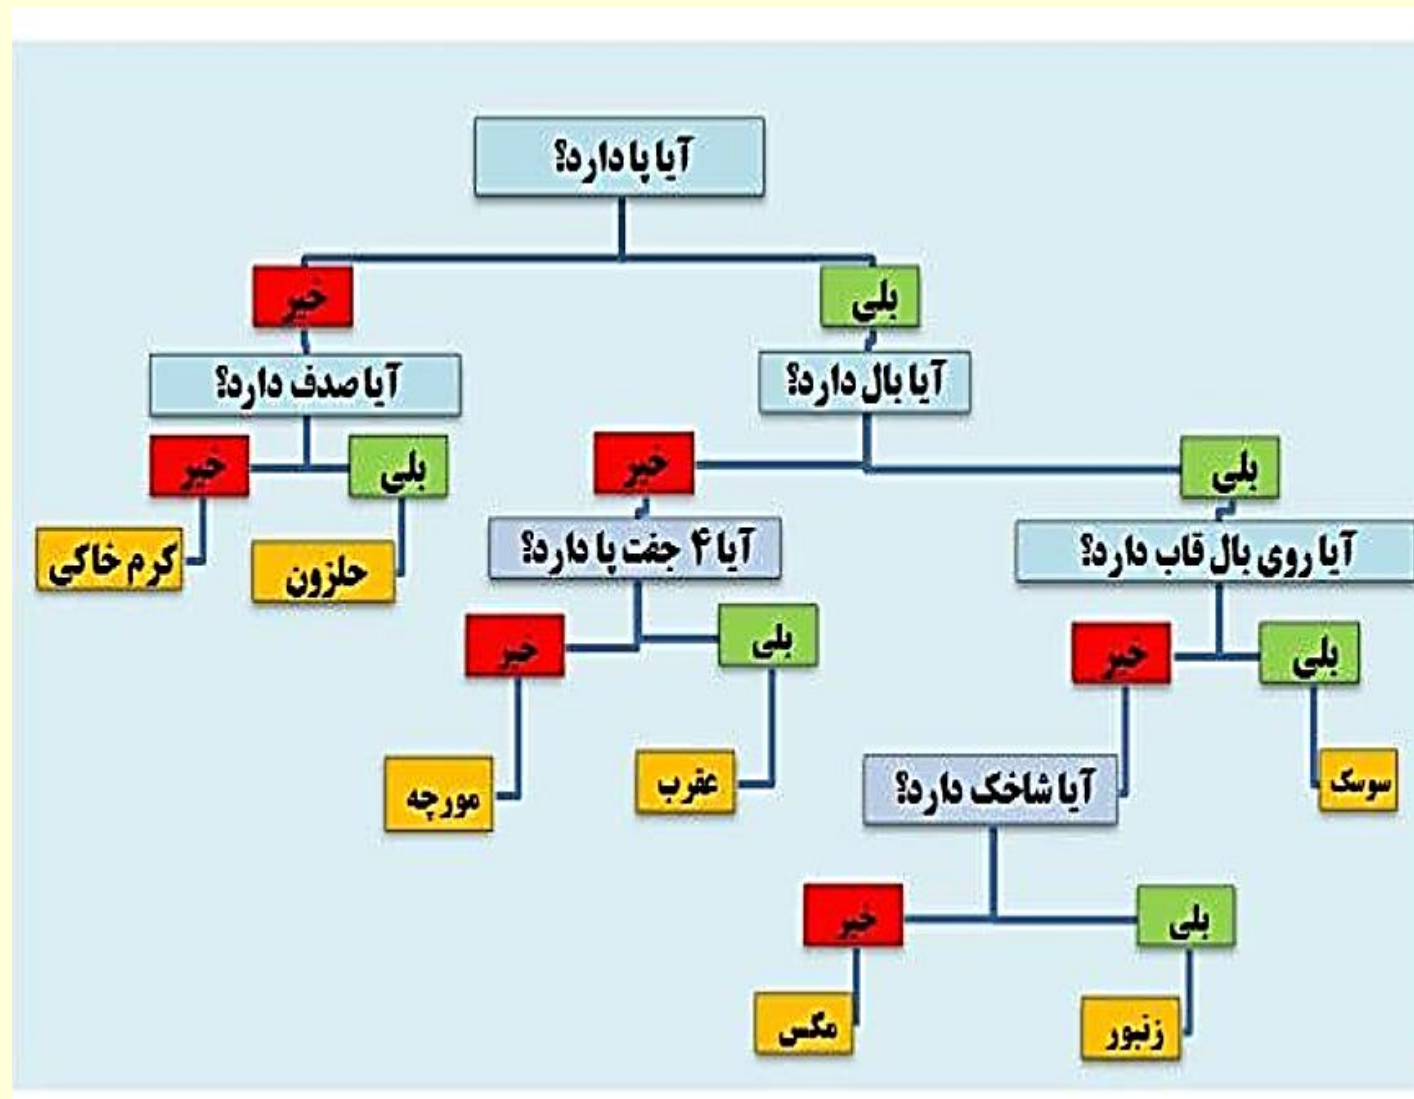 آیا پا دارد؟
بلی
خیر
آیا بال دارد؟
آیا صدف دارد؟
بلی
خیر
بلی
خیر
آیا روی بال قاب دارد؟
آیا ۴ جفت پا دارد؟
حلزون
کرم خاکی
بلی
خیر
بلی
خیر
سوسک
آیا شاخک دارد؟
عقرب
مورچه
بلی
خیر
زنبور
مگس